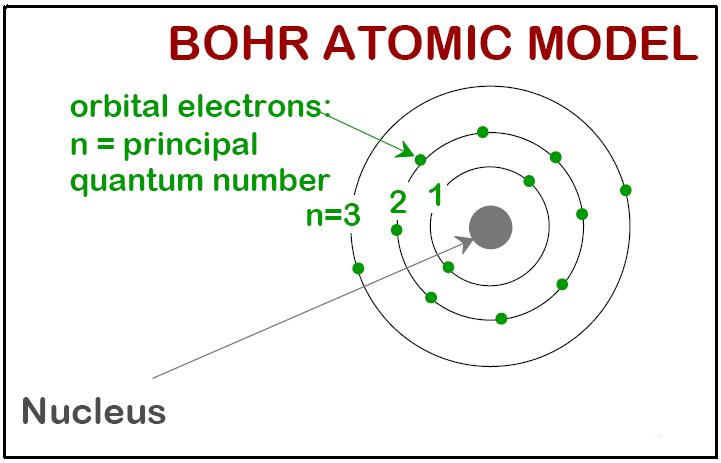 BOHR ATOMIC MODEL
orbital electrons:
n = principal
quantum number
n=3 2 1
Nucleus